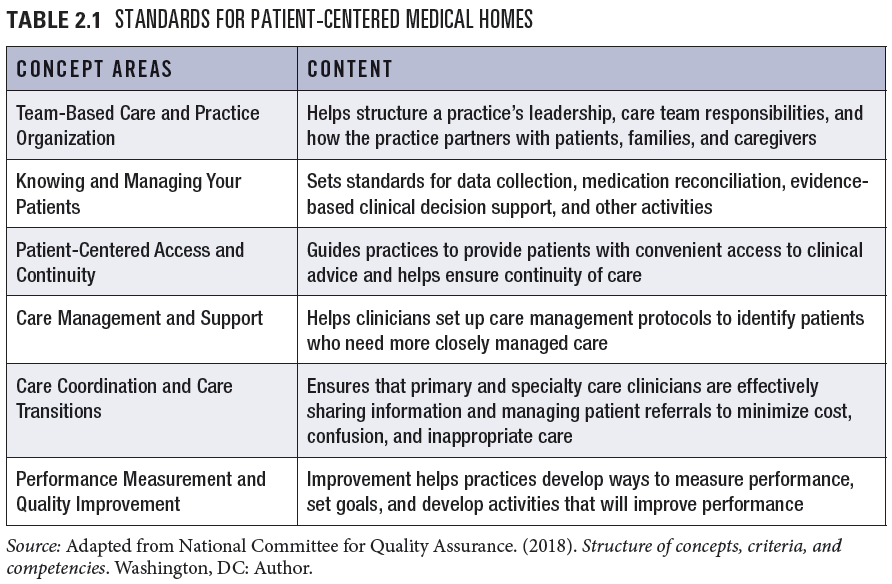 TABLE 2.1 STANDARDS FOR PATIENT-CENTERED MEDICAL HOMES
CONCEPT AREAS
CONTENT
Team-Based Care and Practice
Organization
Helps structure a practice’s leadership, care team responsibilities, and
how the practice partners with patients, families, and caregivers
Knowing and Managing Your
Patients
Sets standards for data collection, medication reconciliation, evidence-
based clinical decision support, and other activities
Patient-Centered Access and
Continuity
Guides practices to provide patients with convenient access to clinical
advice and helps ensure continuity of care
Care Management and Support
Helps clinicians set up care management protocols to identify patients
who need more closely managed care
Care Coordination and Care
Transitions
Ensures that primary and specialty care clinicians are effectively
sharing information and managing patient referrals to minimize cost,
confusion, and inappropriate care
Performance Measurement and
Quality Improvement
Improvement helps practices develop ways to measure performance,
set goals, and develop activities that will improve performance
Source: Adapted from National Committee for Quality Assurance. (2018). Structure of concepts, criteria, and
competencies. Washington, DC: Author.